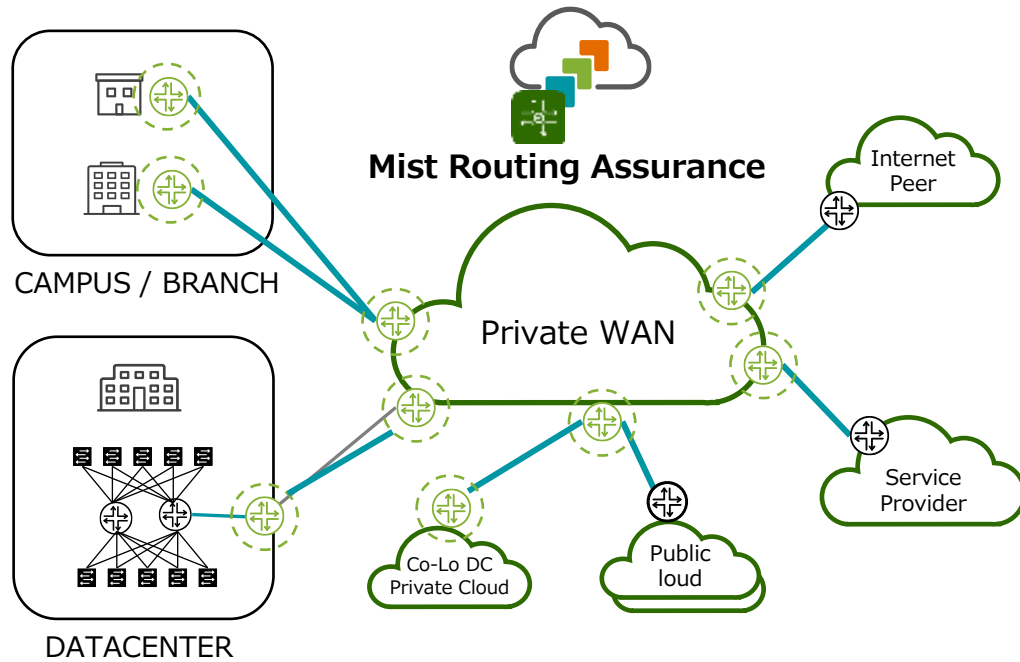 Mist Routing Assurance
CAMPUS / BRANCH
Internet
Peer
Private WAN
Service
Provider
Co-Lo DC
Private Cloud
Public
loud
DATACENTER